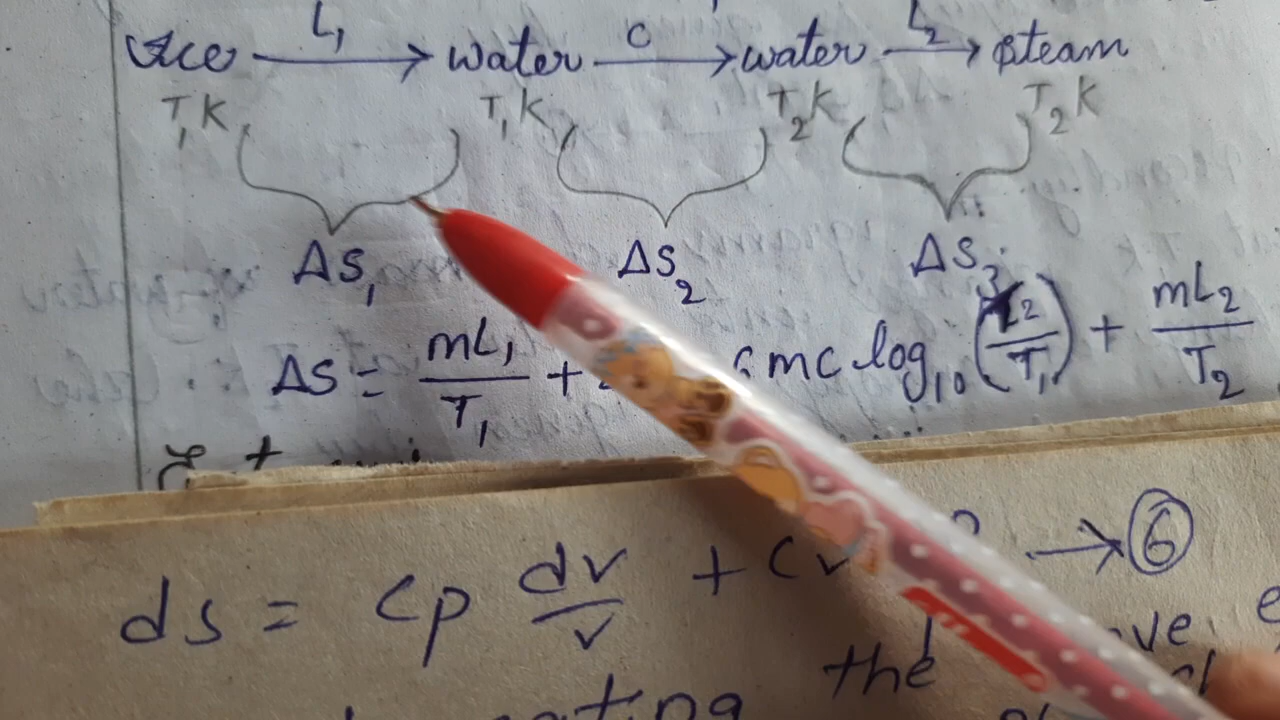 Ice —L₁→ water —C→ water —L₂→ steam
T₁K T₁K T₂K T₂K
ΔS₁ ΔS₂ ΔS₃
ΔS = mL₁/T₁ + mc log₁₀(T₂/T₁) + mL₂/T₂
ds = Cp dv/v + Cv → ⑥
the